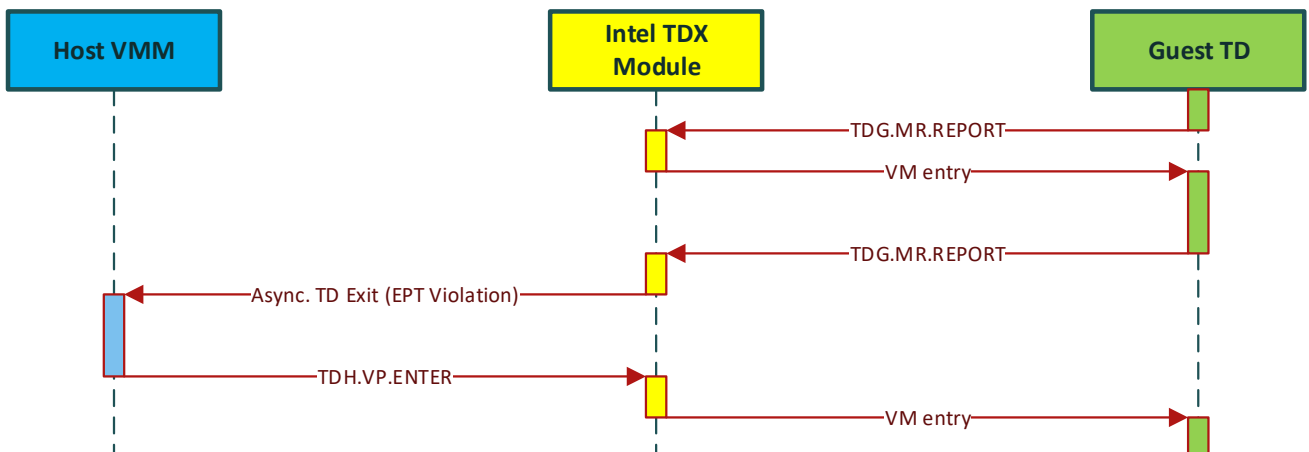 Host VMM
Intel TDX
Module
Guest TD
TDG.MR.REPORT
VM entry
TDG.MR.REPORT
Async. TD Exit (EPT Violation)
TDH.VP.ENTER
VM entry